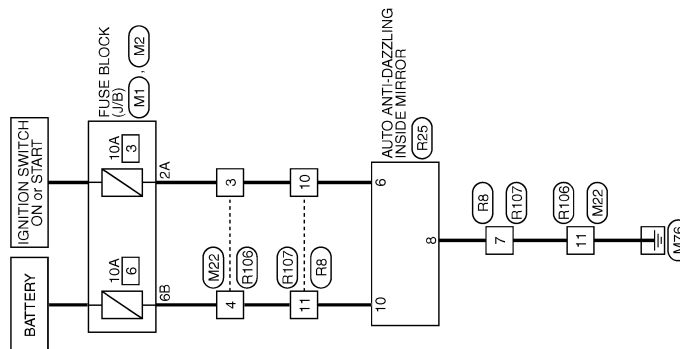 IGNITION SWITCH
ON or START
BATTERY
FUSE BLOCK
(J/B)
M1 , M2
10A
3
10A
6
2A
6B
3
M22
4
R106
10
R107
11
R8
AUTO ANTI-DAZZLING
INSIDE MIRROR
R25
6
10
8
R8
7
R107
R106
11
M22
M76